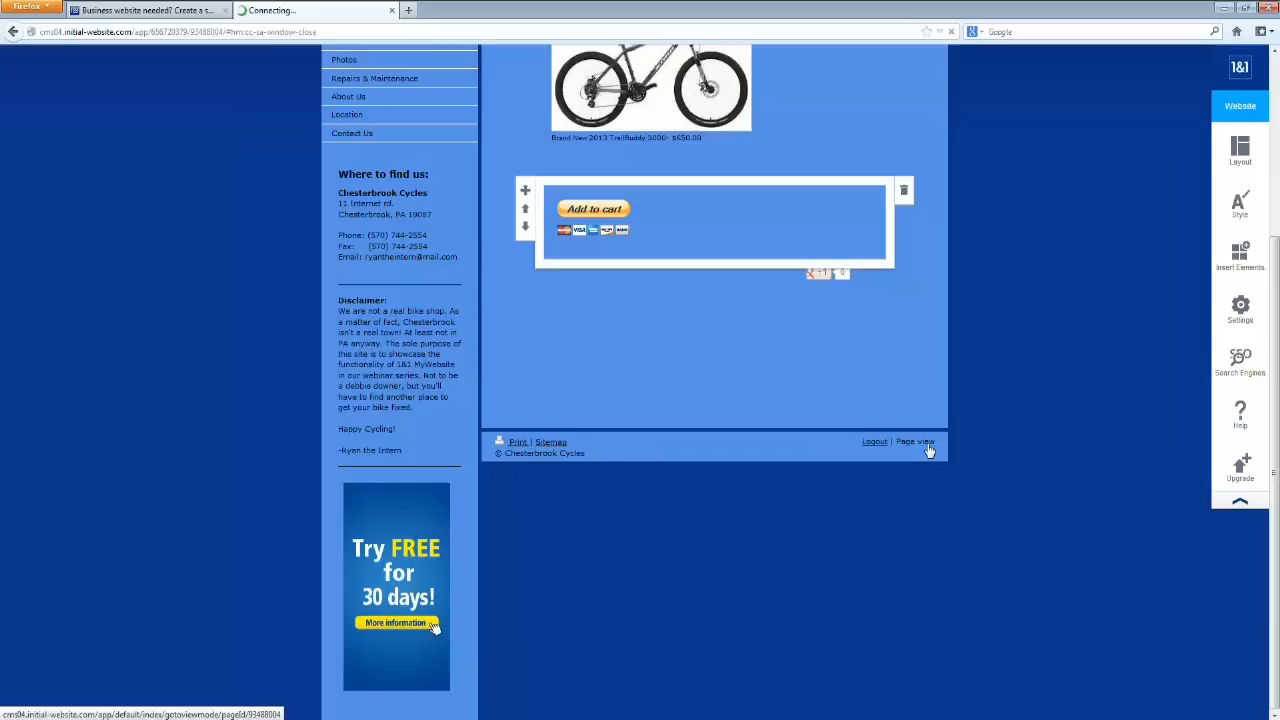 Firefox
Business website needed? Create a s...
Connecting...
cms04.initial-website.com/app/656720379/93488004/#hm:cc-sa-window-close
Google
Photos
Repairs & Maintenance
About Us
Location
Contact Us
Where to find us:
Chesterbrook Cycles
11 Internet rd.
Chesterbrook, PA 19087
Phone: (570) 744-2554
Fax: (570) 744-2554
Email: ryantheintern@mail.com
Disclaimer:
We are not a real bike shop. As
a matter of fact, Chesterbrook
isn't a real town! At least not in
PA anyway. The sole purpose of
this site is to showcase the
functionality of 1&1 MyWebsite
in our webinar series. Not to be
a debbie downer, but you'll
have to find another place to
get your bike fixed.
Happy Cycling!
-Ryan the Intern
Try FREE
for
30 days!
More information
Brand New 2013 TrailBuddy 3000- $650.00
Add to cart
VISA
+1 0
Print | Sitemap
© Chesterbrook Cycles
Logout | Page view
1&1
Website
Layout
Style
Insert Elements
Settings
SEO
Search Engines
Help
Upgrade
cms04.initial-website.com/app/default/index/gotoviewmode/pageId/93488004